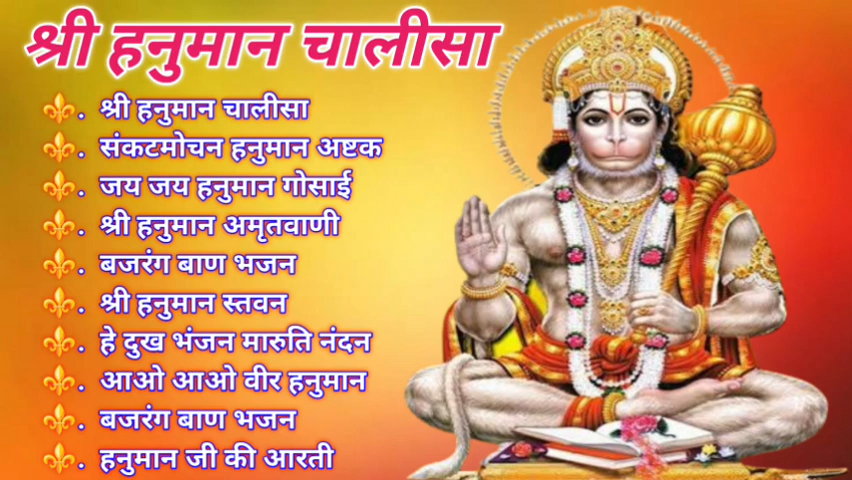 श्री हनुमान चालीसा
. श्री हनुमान चालीसा
. संकटमोचन हनुमान अष्टक
. जय जय हनुमान गोसाई
. श्री हनुमान अमृतवाणी
. बजरंग बाण भजन
. श्री हनुमान स्तवन
. हे दुख भंजन मारुति नंदन
. आओ आओ वीर हनुमान
. बजरंग बाण भजन
. हनुमान जी की आरती